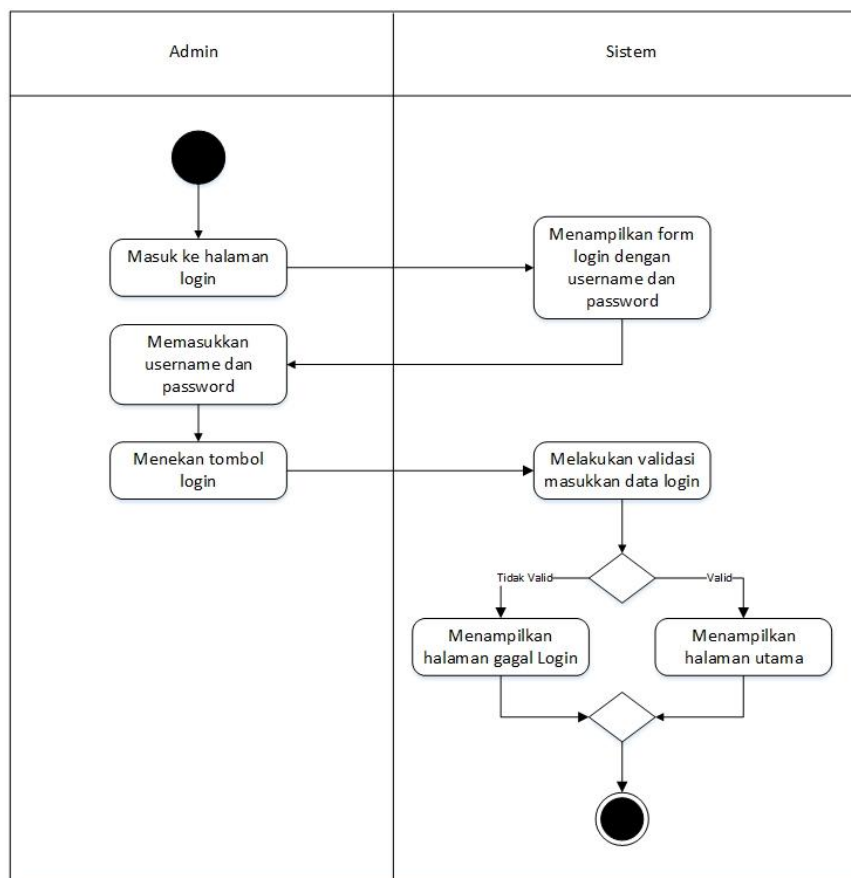 Admin
Sistem
Masuk ke halaman
login
Menampilkan form
login dengan
username dan
password
Memasukkan
username dan
password
Menekan tombol
login
Melakukan validasi
masukkan data login
Tidak Valid
Valid
Menampilkan
halaman gagal Login
Menampilkan
halaman utama